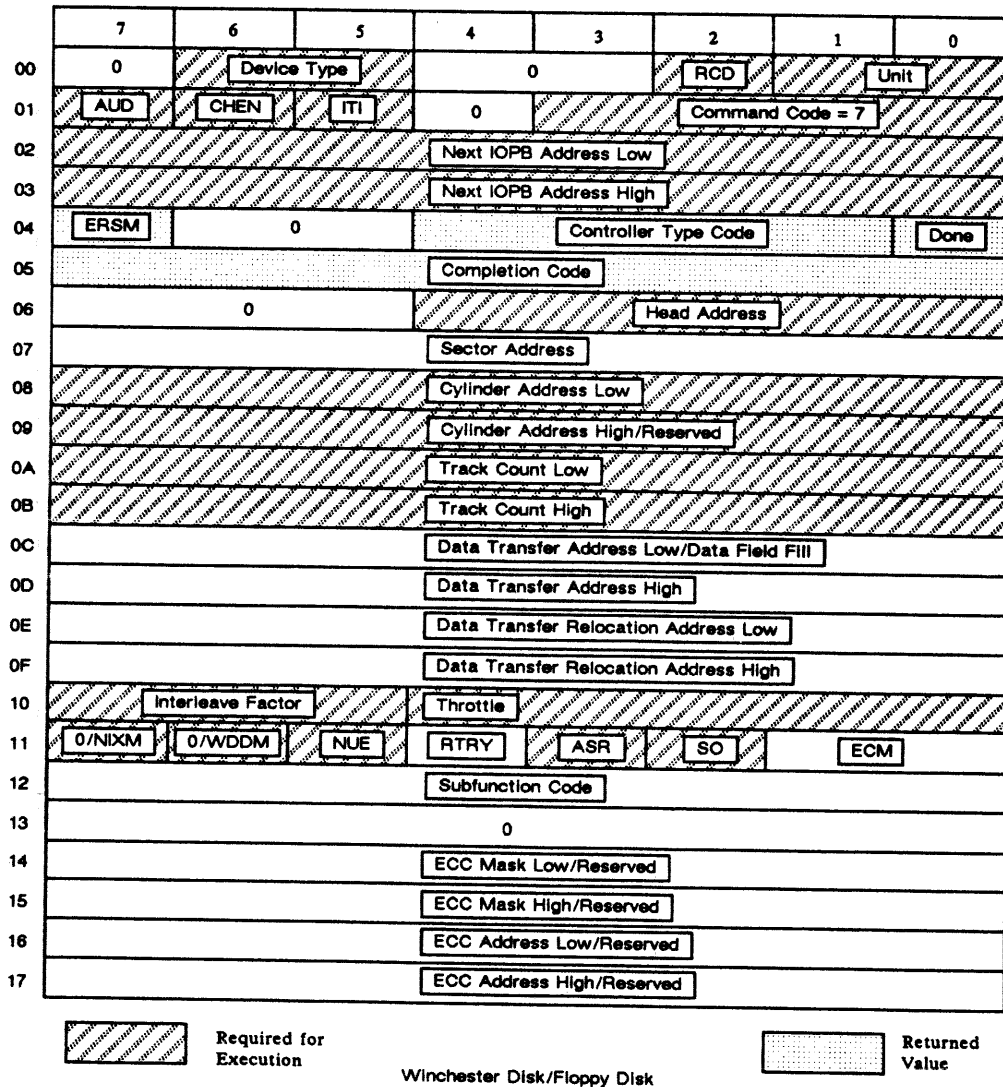 7 6 5 4 3 2 1 0
00 0 Device Type 0 RCD Unit
01 AUD CHEN ITI 0 Command Code = 7
02 Next IOPB Address Low
03 Next IOPB Address High
04 ERSM 0 Controller Type Code Done
05 Completion Code
06 0 Head Address
07 Sector Address
08 Cylinder Address Low
09 Cylinder Address High/Reserved
0A Track Count Low
0B Track Count High
0C Data Transfer Address Low/Data Field Fill
0D Data Transfer Address High
0E Data Transfer Relocation Address Low
0F Data Transfer Relocation Address High
10 Interleave Factor Throttle
11 0/NIXM 0/WDDM NUE RTRY ASR SO ECM
12 Subfunction Code
13 0
14 ECC Mask Low/Reserved
15 ECC Mask High/Reserved
16 ECC Address Low/Reserved
17 ECC Address High/Reserved
Required for
Execution
Returned
Value
Winchester Disk/Floppy Disk